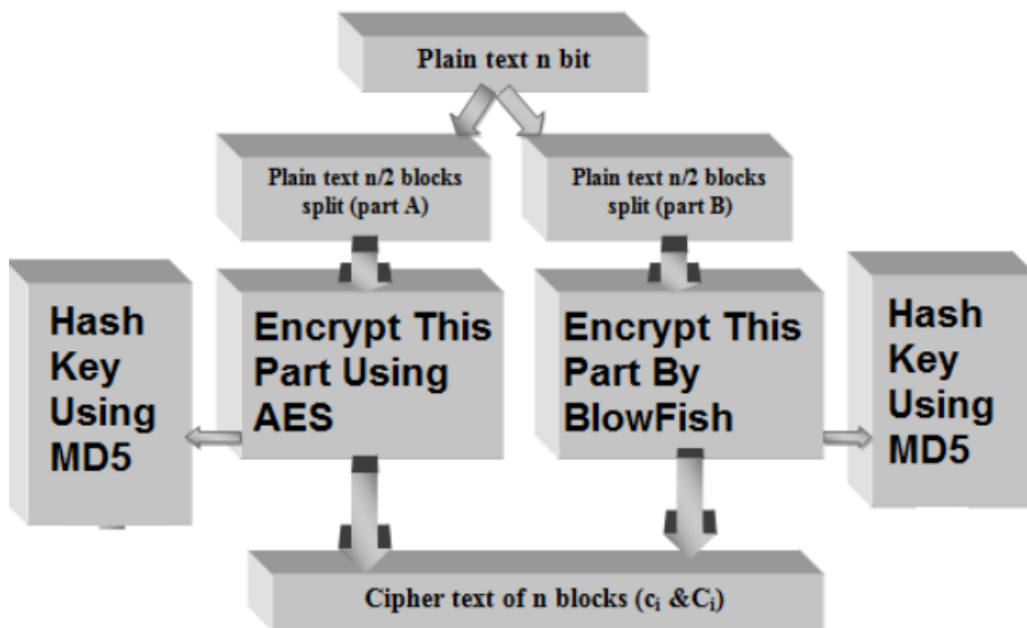 Plain text n bit
Plain text n/2 blocks
split (part A)
Plain text n/2 blocks
split (part B)
Hash
Key
Using
MD5
Encrypt This
Part Using
AES
Encrypt This
Part By
BlowFish
Hash
Key
Using
MD5
Cipher text of n blocks (cᵢ &Cᵢ)